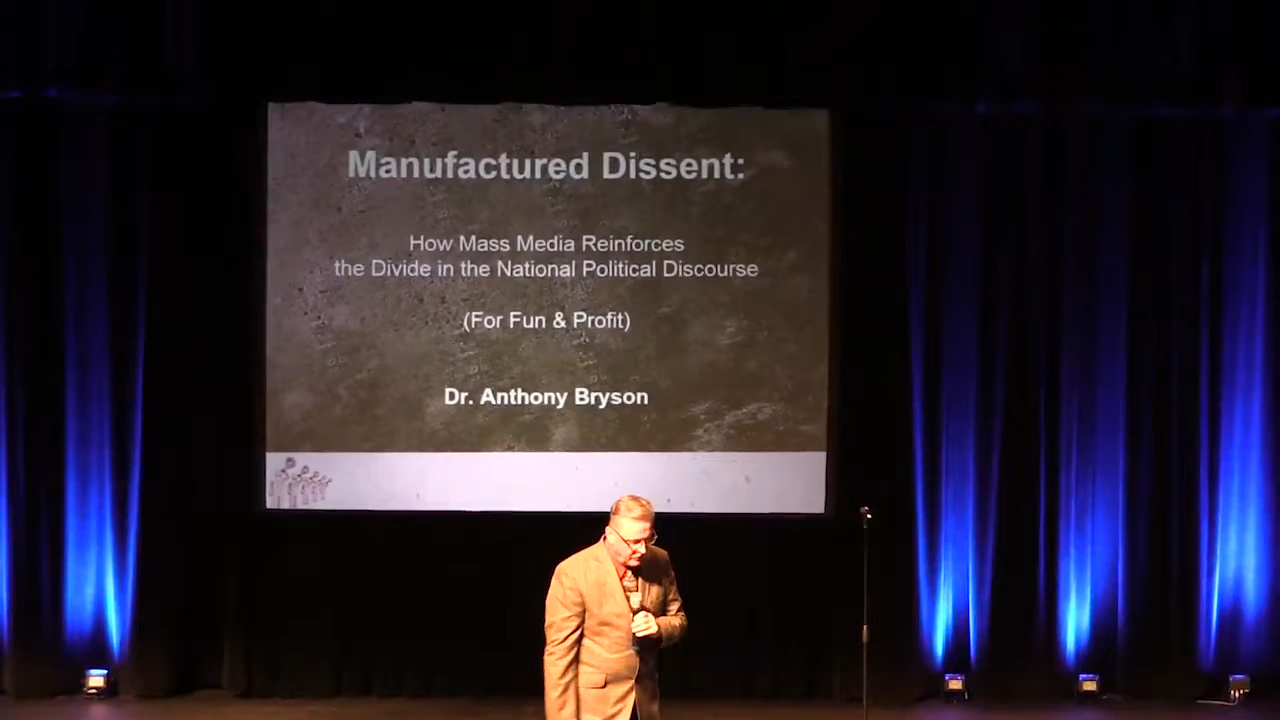 Manufactured Dissent:
How Mass Media Reinforces
the Divide in the National Political Discourse
(For Fun & Profit)
Dr. Anthony Bryson